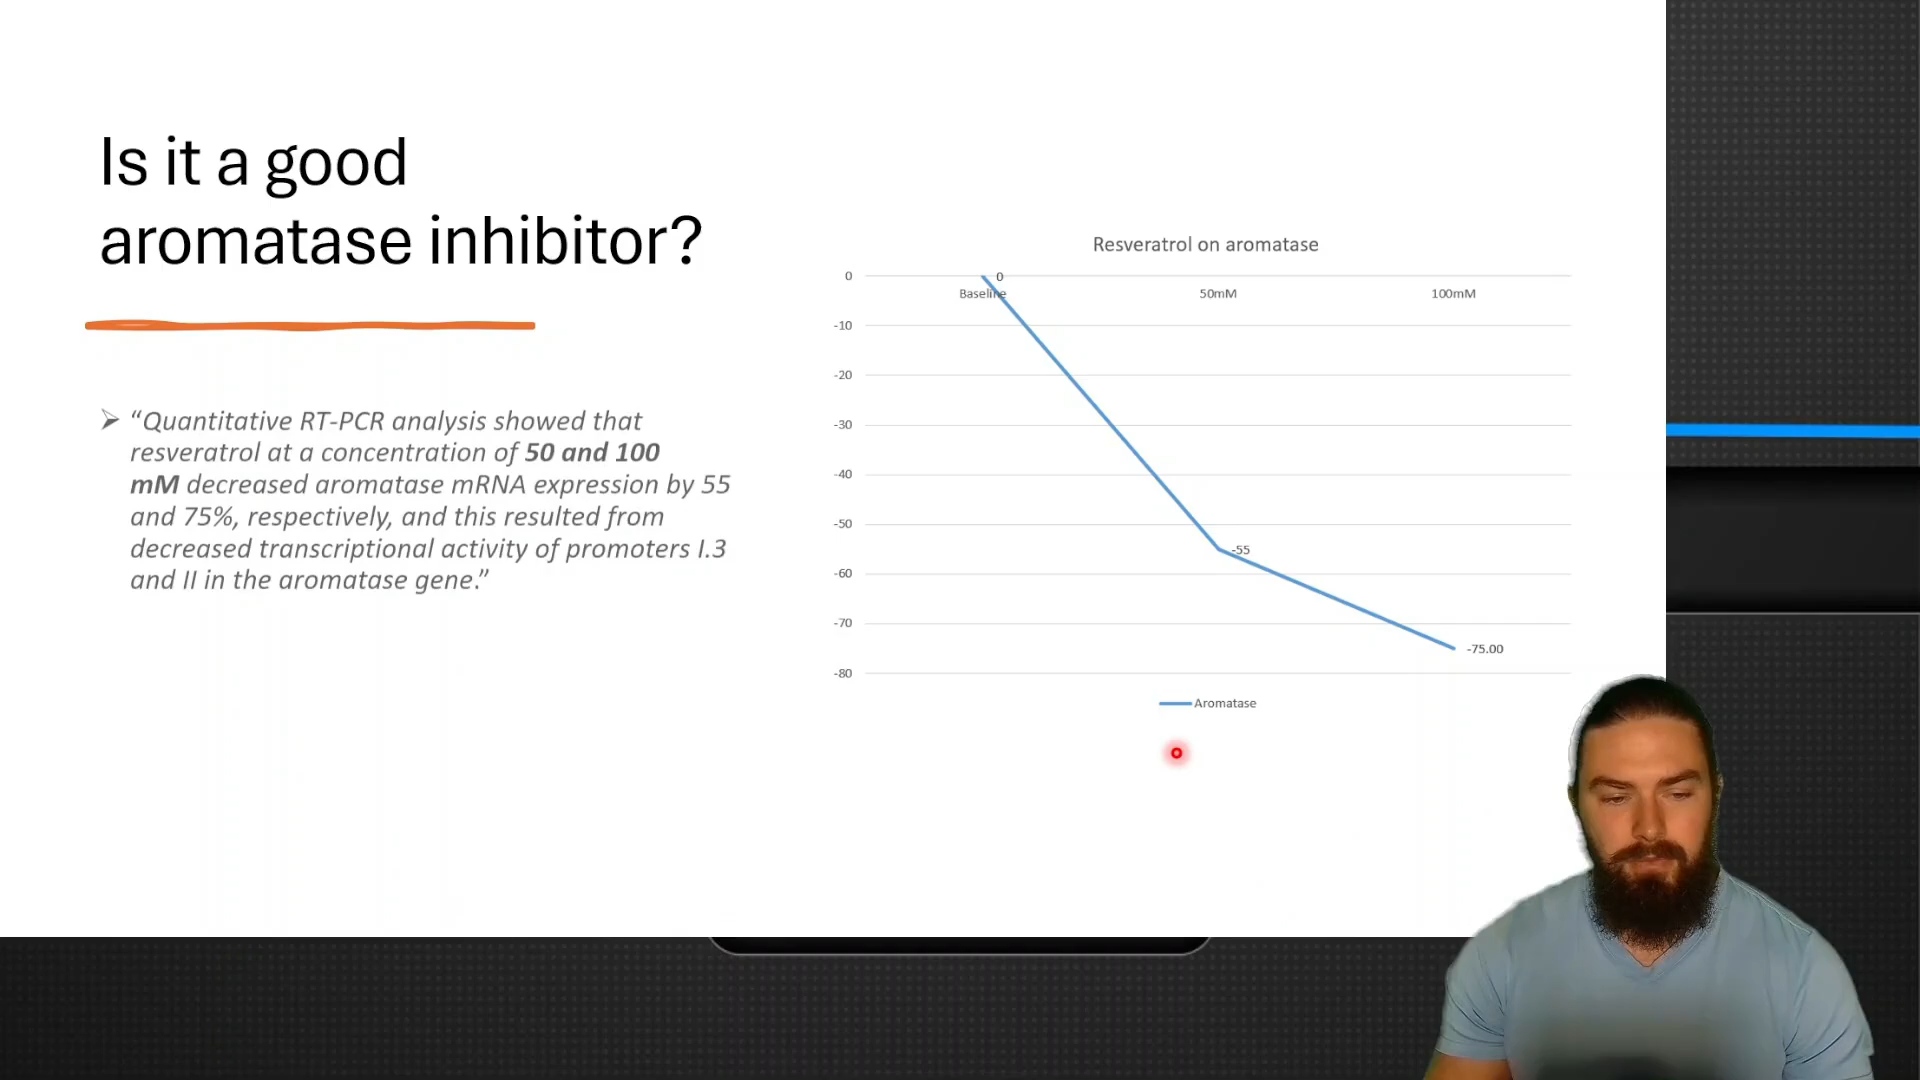 Is it a good
aromatase inhibitor?
➢ “Quantitative RT-PCR analysis showed that
resveratrol at a concentration of 50 and 100
mM decreased aromatase mRNA expression by 55
and 75%, respectively, and this resulted from
decreased transcriptional activity of promoters I.3
and II in the aromatase gene.”
Resveratrol on aromatase
0
0
Baseline
50mM
100mM
-10
-20
-30
-40
-50
-55
-60
-70
-75.00
-80
Aromatase